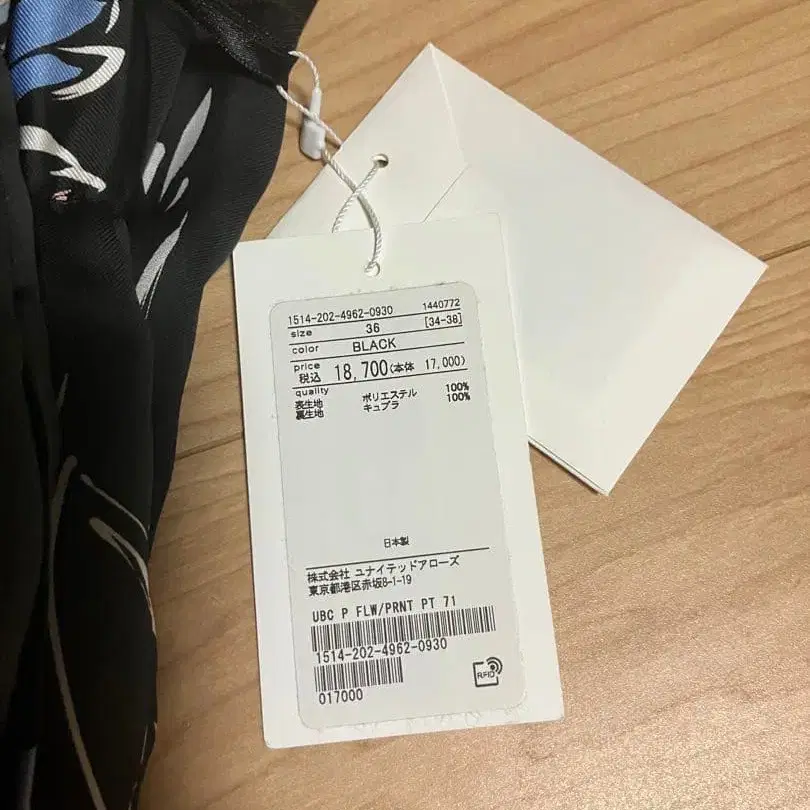 1514-202-4962-0930 1440772
size 36 [34-38]
color BLACK
price
税込 18,700(本体 17,000)
quality
表生地 ポリエステル 100%
裏生地 キュプラ 100%
日本製
株式会社 ユナイテッドアローズ
東京都港区赤坂8-1-19
UBC P FLW/PRNT PT 71
1514-202-4962-0930
017000
RFID